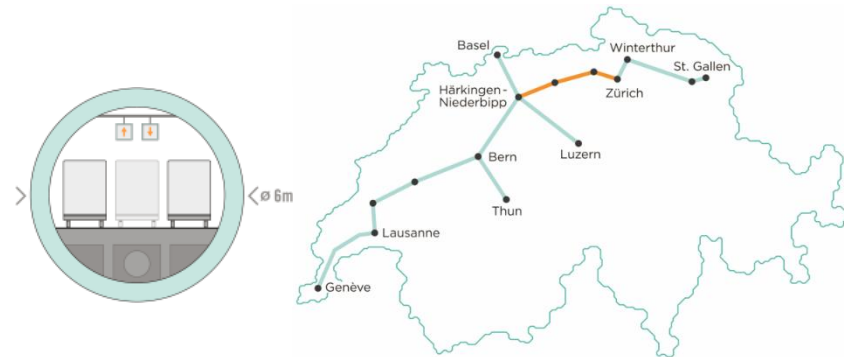 ø 6m
Basel
Winterthur
St. Gallen
Härkingen-
Niederbipp
Zürich
Bern
Luzern
Thun
Lausanne
Genève